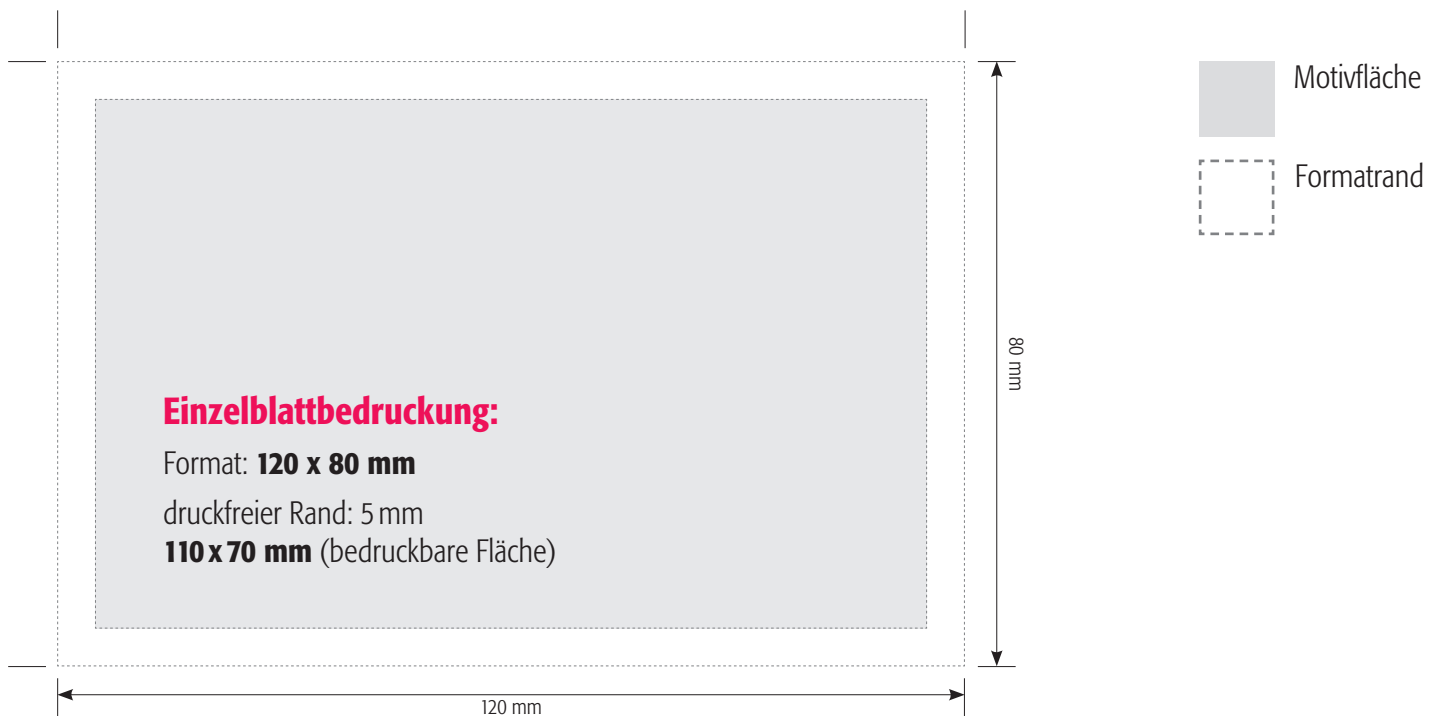 Motivfläche
Formatrand
80 mm
Einzelblattbedruckung:
Format: 120 x 80 mm
druckfreier Rand: 5 mm
110 x 70 mm (bedruckbare Fläche)
120 mm